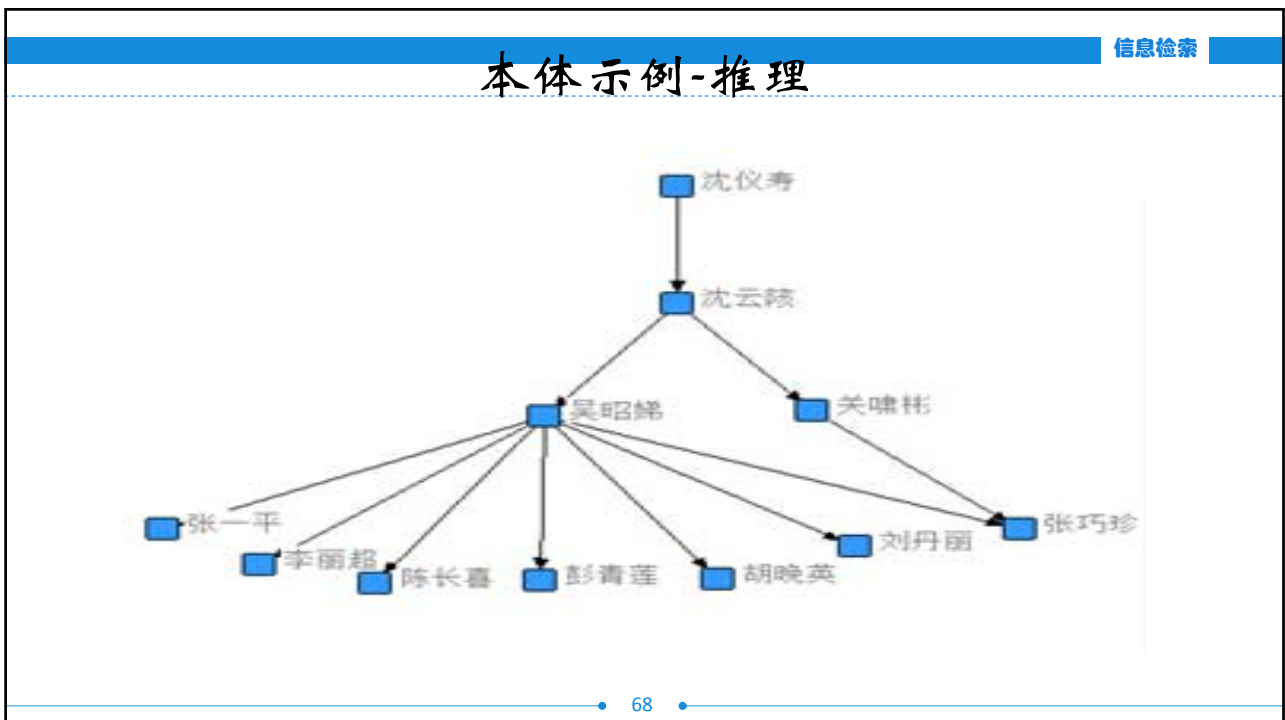 信息检索
本体示例-推理
沈仪寿
沈云陔
吴昭娣
关啸彬
张一平
李丽超
陈长喜
彭青莲
胡晚英
刘丹丽
张巧珍
68